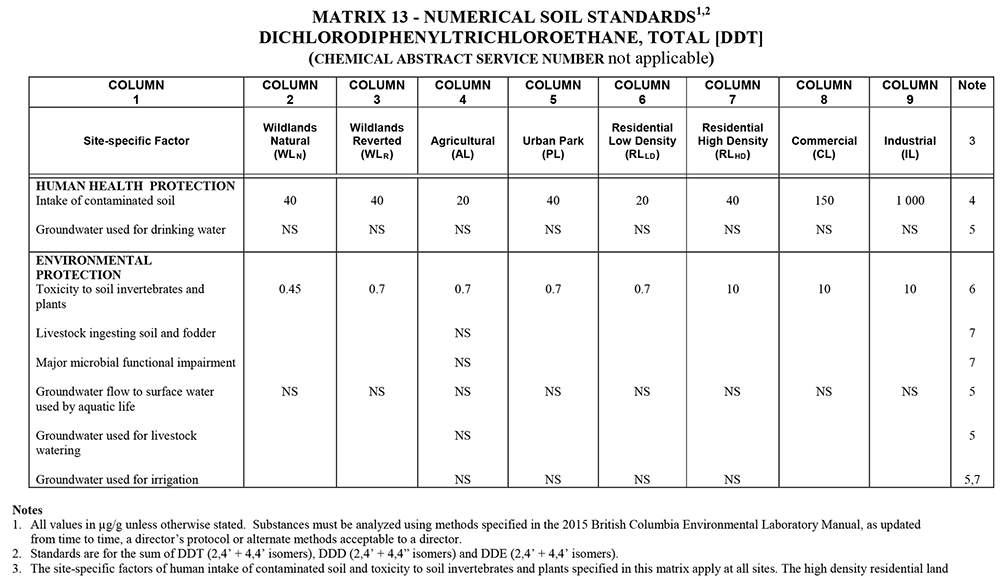 MATRIX 13 - NUMERICAL SOIL STANDARDS1,2
DICHLORODIPHENYLTRICHLOROETHANE, TOTAL [DDT]
(CHEMICAL ABSTRACT SERVICE NUMBER not applicable)
COLUMN 1 COLUMN 2 COLUMN 3 COLUMN 4 COLUMN 5 COLUMN 6 COLUMN 7 COLUMN 8 COLUMN 9 Note
Site-specific Factor Wildlands Natural (WLN) Wildlands Reverted (WLR) Agricultural (AL) Urban Park (PL) Residential Low Density (RLLD) Residential High Density (RLHD) Commercial (CL) Industrial (IL) 3
HUMAN HEALTH PROTECTION
Intake of contaminated soil 40 40 20 40 20 40 150 1 000 4
Groundwater used for drinking water NS NS NS NS NS NS NS NS 5
ENVIRONMENTAL
PROTECTION
Toxicity to soil invertebrates and 0.45 0.7 0.7 0.7 0.7 10 10 10 6
plants
Livestock ingesting soil and fodder NS 7
Major microbial functional impairment NS 7
Groundwater flow to surface water NS NS NS NS NS NS NS NS 5
used by aquatic life
Groundwater used for livestock NS 5
watering
Groundwater used for irrigation NS NS NS NS 5,7
Notes
1. All values in µg/g unless otherwise stated. Substances must be analyzed using methods specified in the 2015 British Columbia Environmental Laboratory Manual, as updated
from time to time, a director's protocol or alternate methods acceptable to a director.
2. Standards are for the sum of DDT (2,4' + 4,4' isomers), DDD (2,4' + 4,4" isomers) and DDE (2,4' + 4,4' isomers).
3. The site-specific factors of human intake of contaminated soil and toxicity to soil invertebrates and plants specified in this matrix apply at all sites. The high density residential land